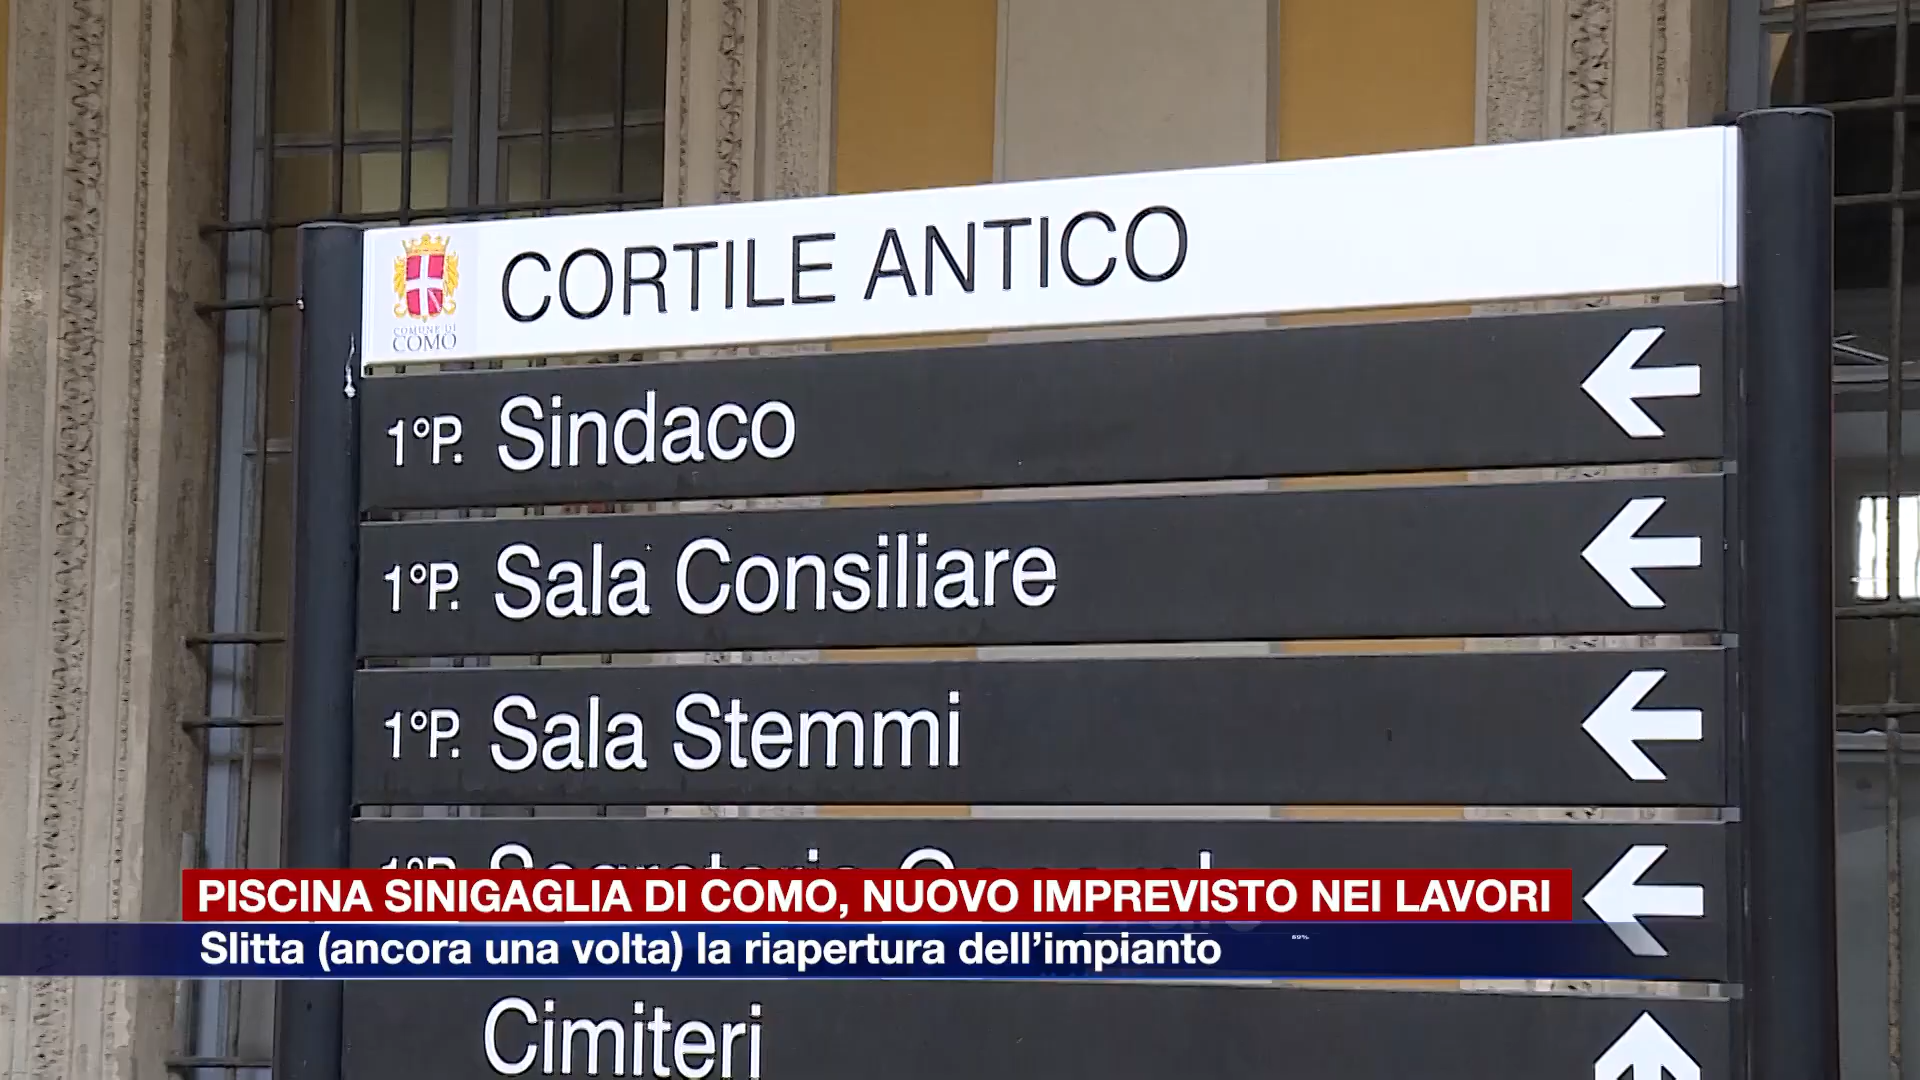 COMUNE DI
COMO
CORTILE ANTICO
1°P. Sindaco
1°P. Sala Consiliare
1°P. Sala Stemmi
1°P.
PISCINA SINIGAGLIA DI COMO, NUOVO IMPREVISTO NEI LAVORI
Slitta (ancora una volta) la riapertura dell’impianto
Cimiteri